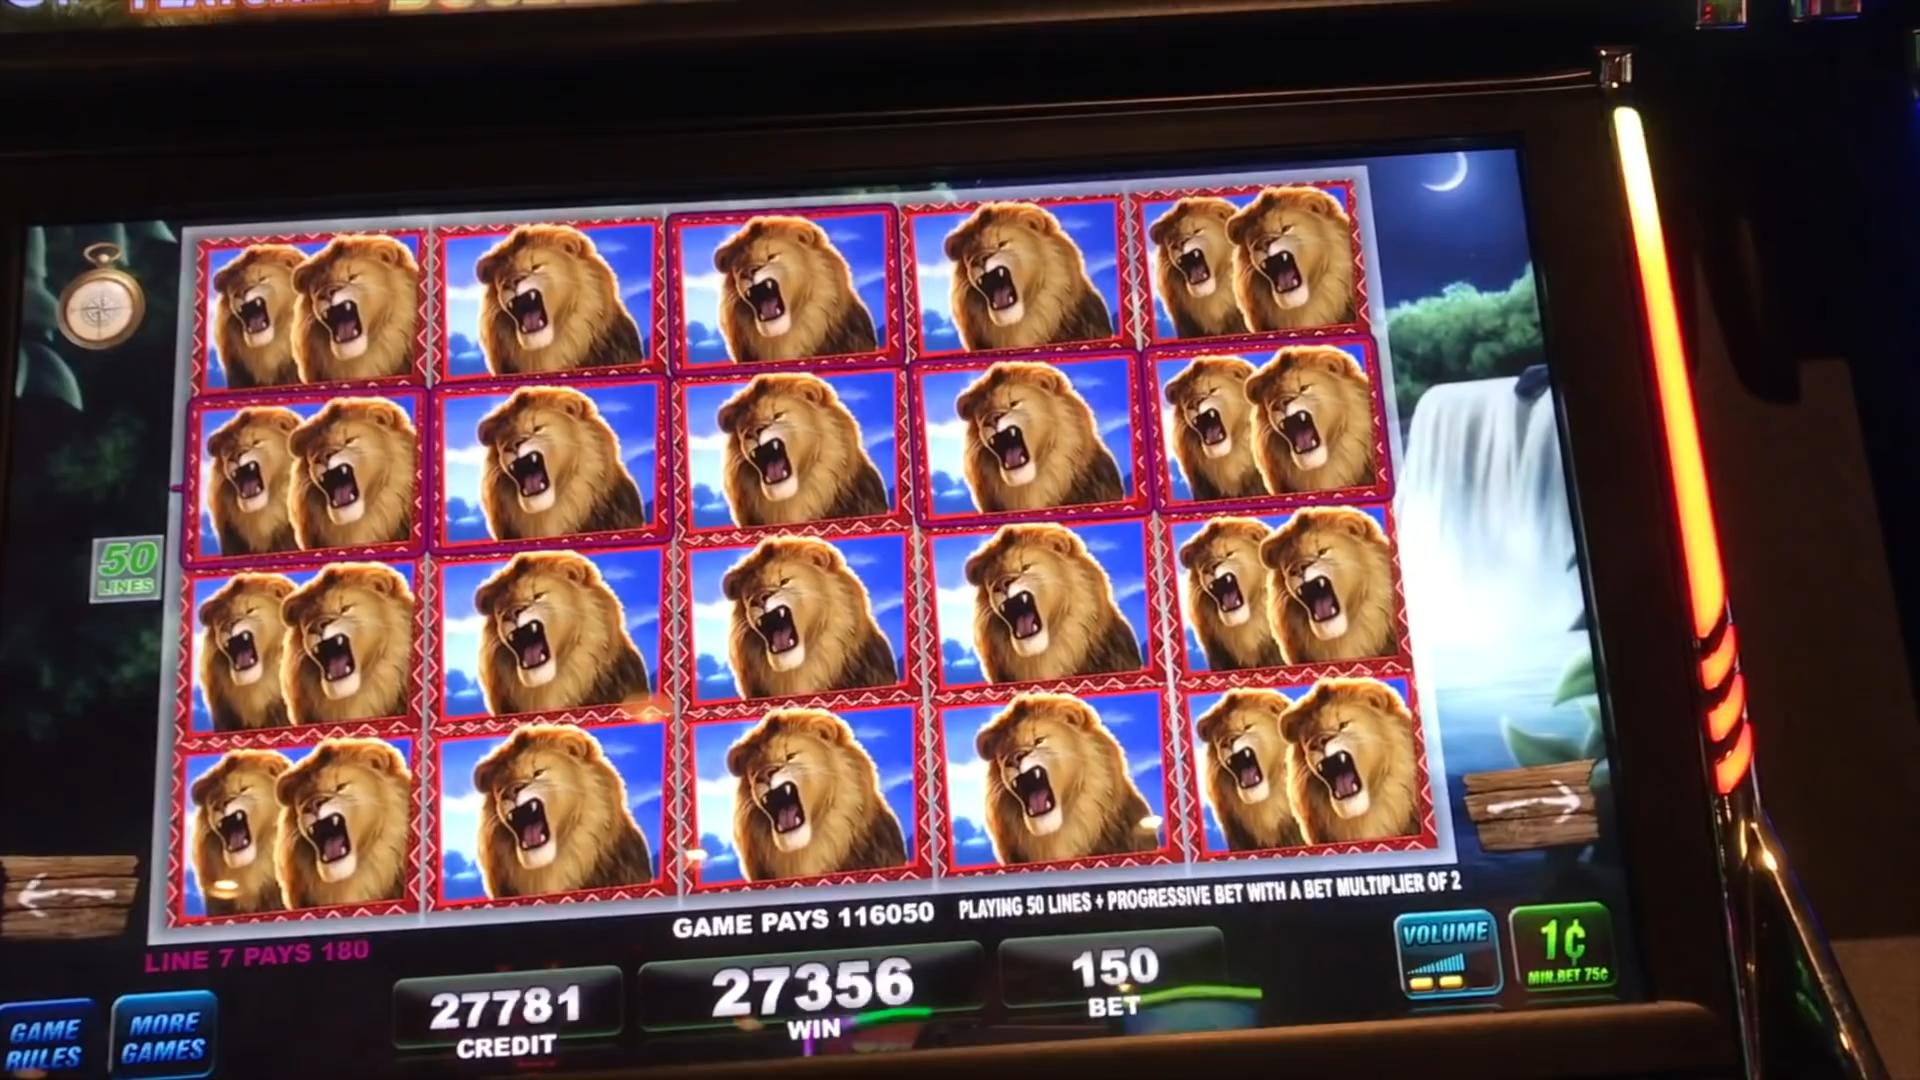 50
LINES
GAME PAYS 116050
PLAYING 50 LINES + PROGRESSIVE BET WITH A BET MULTIPLIER OF 2
LINE 7 PAYS 180
27781
CREDIT
27356
WIN
150
BET
VOLUME
1¢
MIN.BET 75¢
GAME
RULES
MORE
GAMES